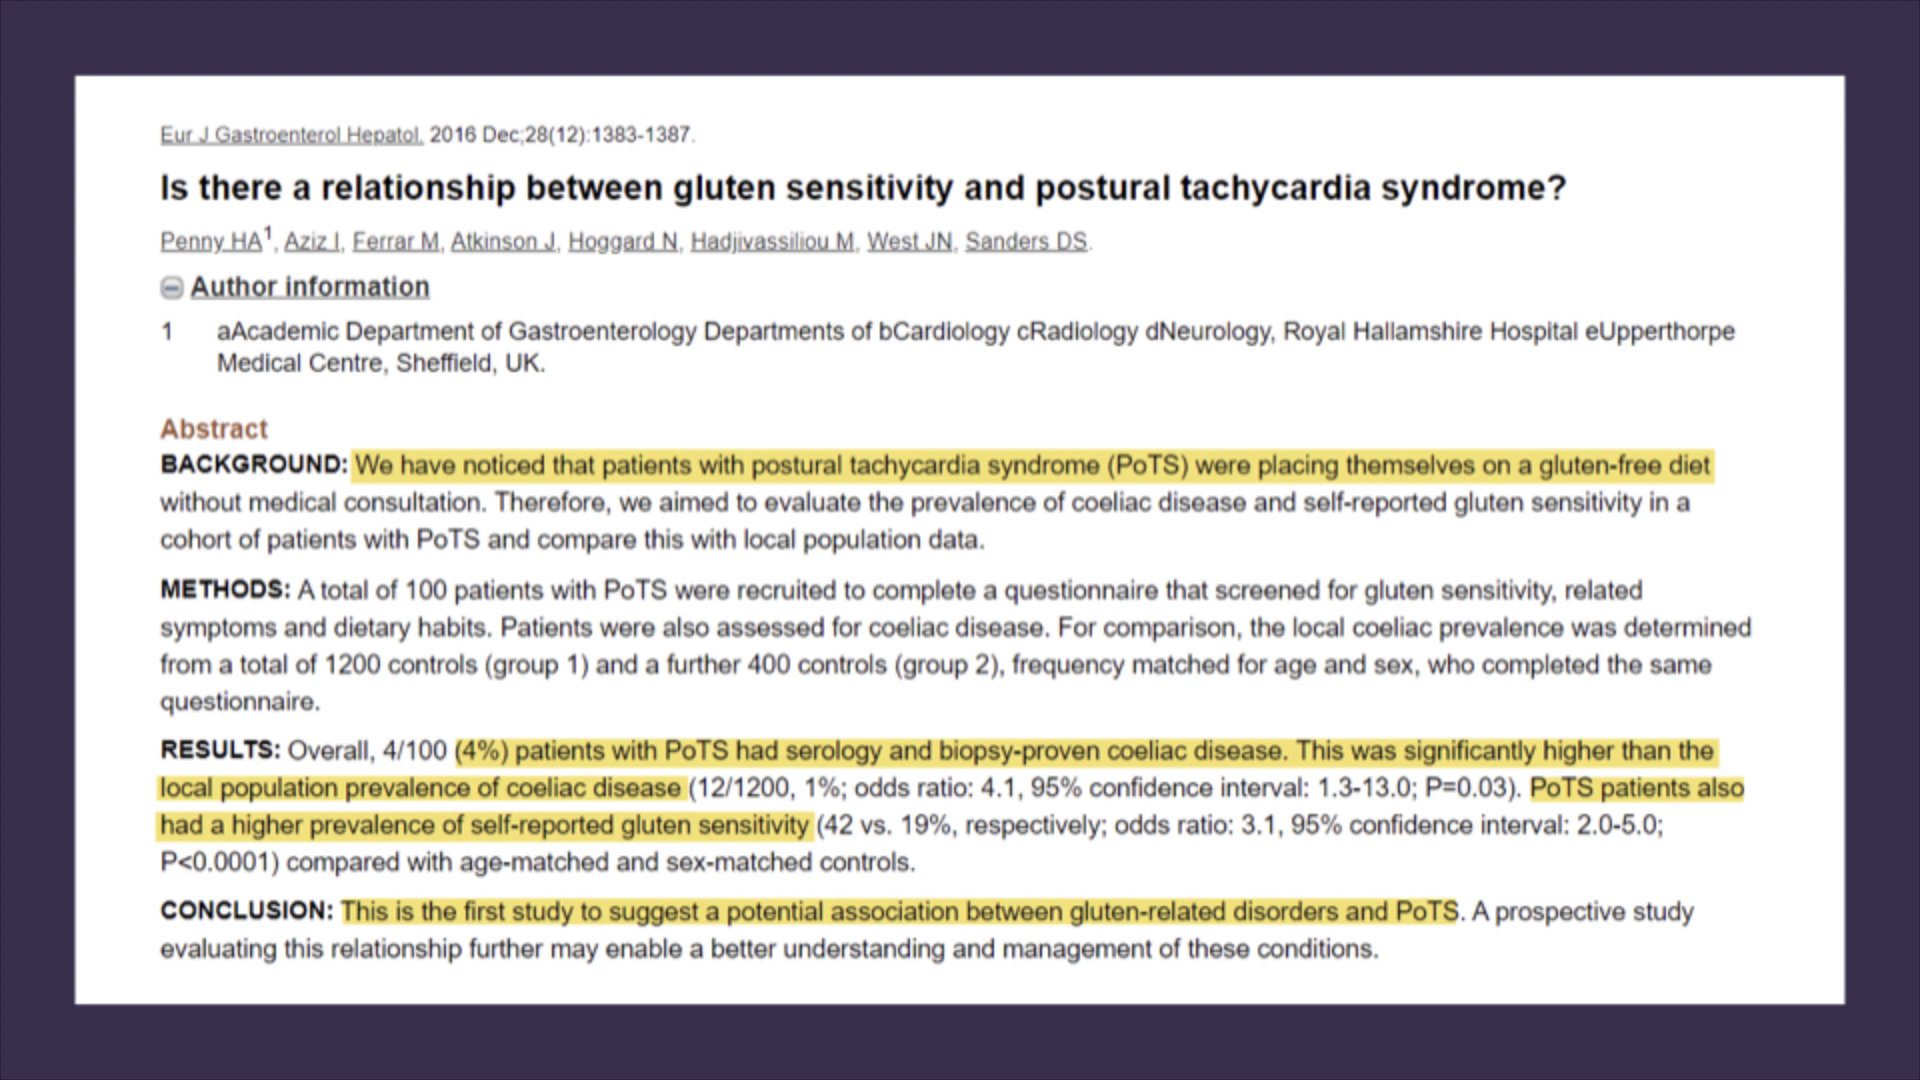 Eur J Gastroenterol Hepatol. 2016 Dec;28(12):1383-1387.
Is there a relationship between gluten sensitivity and postural tachycardia syndrome?
Penny HA1, Aziz I, Ferrar M, Atkinson J, Hoggard N, Hadjivassiliou M, West JN, Sanders DS.
Author information
1 aAcademic Department of Gastroenterology Departments of bCardiology cRadiology dNeurology, Royal Hallamshire Hospital eUpperthorpe
Medical Centre, Sheffield, UK.
Abstract
BACKGROUND: We have noticed that patients with postural tachycardia syndrome (PoTS) were placing themselves on a gluten-free diet
without medical consultation. Therefore, we aimed to evaluate the prevalence of coeliac disease and self-reported gluten sensitivity in a
cohort of patients with PoTS and compare this with local population data.
METHODS: A total of 100 patients with PoTS were recruited to complete a questionnaire that screened for gluten sensitivity, related
symptoms and dietary habits. Patients were also assessed for coeliac disease. For comparison, the local coeliac prevalence was determined
from a total of 1200 controls (group 1) and a further 400 controls (group 2), frequency matched for age and sex, who completed the same
questionnaire.
RESULTS: Overall, 4/100 (4%) patients with PoTS had serology and biopsy-proven coeliac disease. This was significantly higher than the
local population prevalence of coeliac disease (12/1200, 1%; odds ratio: 4.1, 95% confidence interval: 1.3-13.0; P=0.03). PoTS patients also
had a higher prevalence of self-reported gluten sensitivity (42 vs. 19%, respectively; odds ratio: 3.1, 95% confidence interval: 2.0-5.0;
P<0.0001) compared with age-matched and sex-matched controls.
CONCLUSION: This is the first study to suggest a potential association between gluten-related disorders and PoTS. A prospective study
evaluating this relationship further may enable a better understanding and management of these conditions.